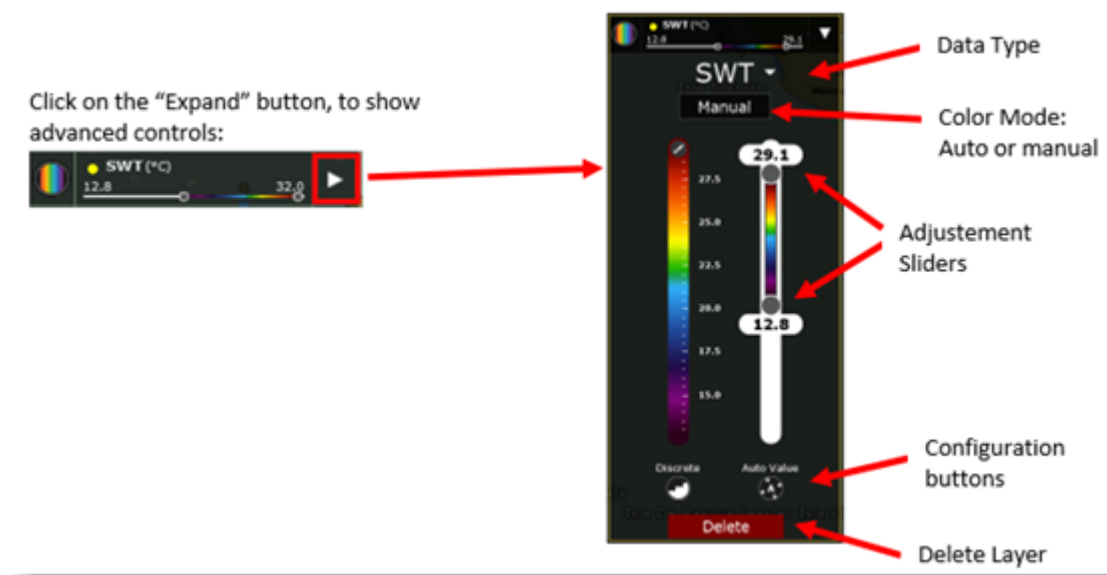 Click on the “Expand” button, to show
advanced controls:
SWT (°C)
12.8 32.0
SWT (°C)
12.8 29.1
SWT
Manual
29.1
27.5
25.0
22.5
20.0
12.8
17.5
15.0
Discrete Auto Value
Delete
Data Type
Color Mode:
Auto or manual
Adjustement
Sliders
Configuration
buttons
Delete Layer